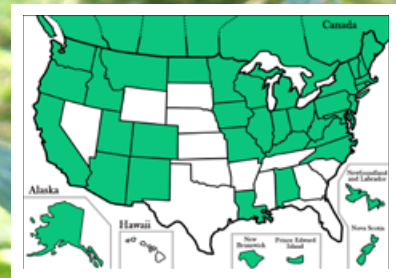 Canada
Alaska
Hawaii
New
Brunswick
Prince Edward
Island
Newfoundland
and Labrador
Nova Scotia